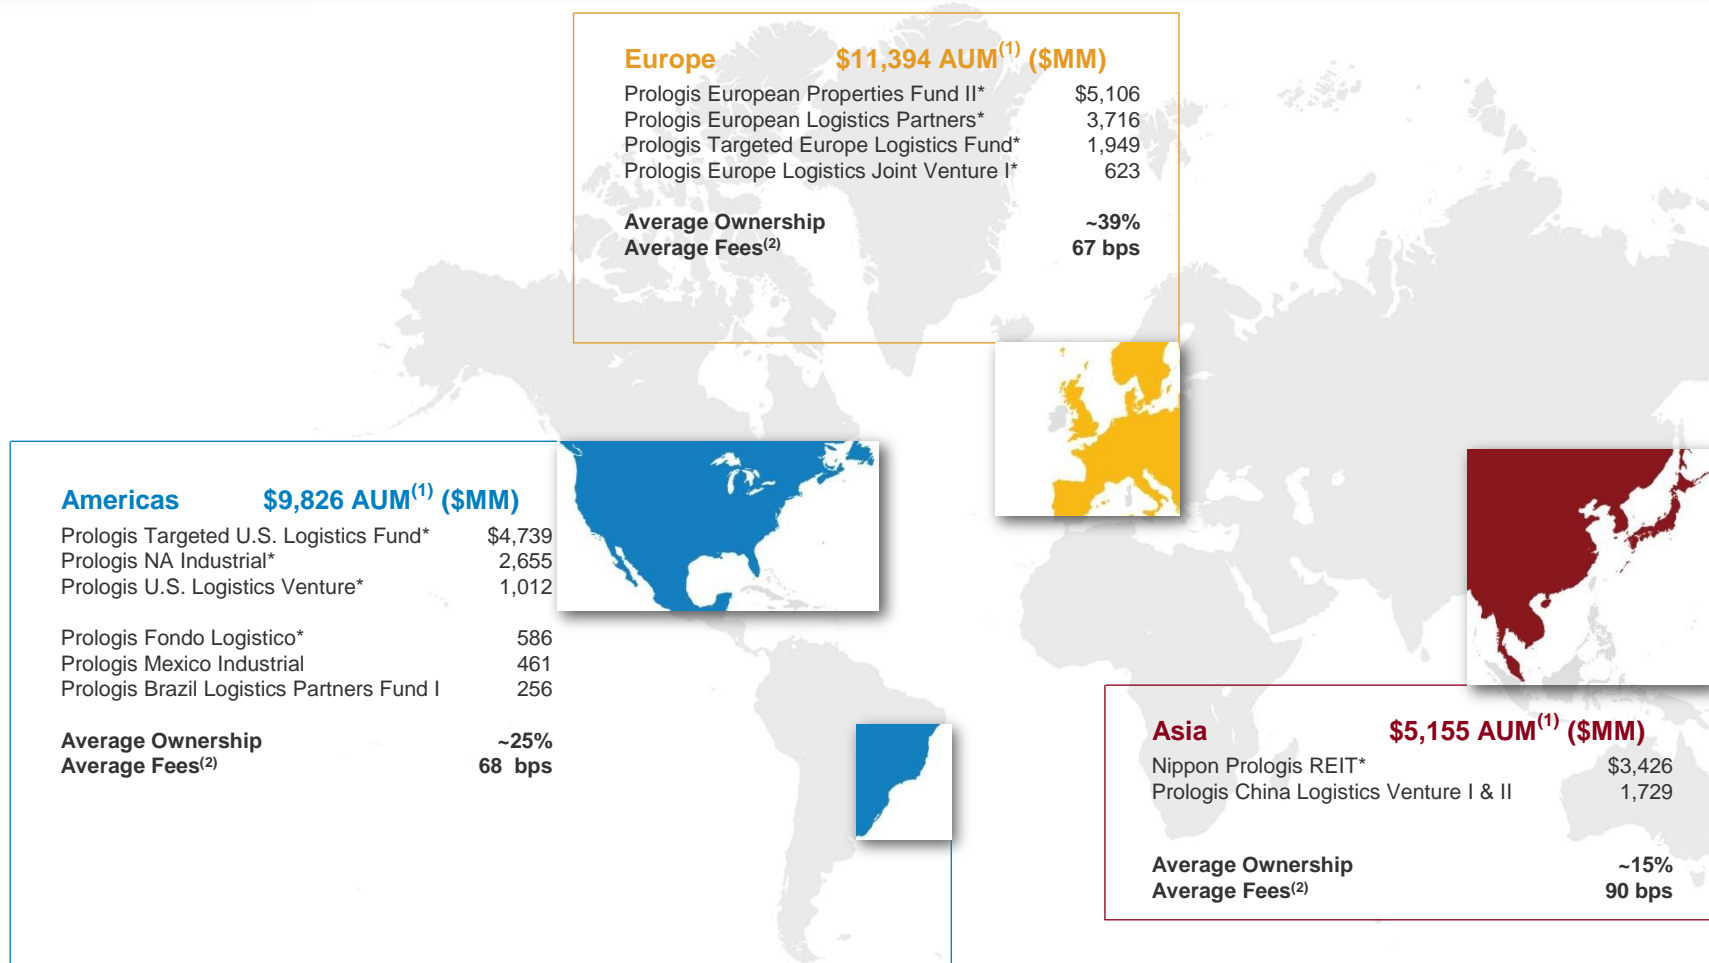 Europe $11,394 AUM(1) ($MM)
Prologis European Properties Fund II* $5,106
Prologis European Logistics Partners* 3,716
Prologis Targeted Europe Logistics Fund* 1,949
Prologis Europe Logistics Joint Venture I* 623
Average Ownership ~39%
Average Fees(2) 67 bps
Americas $9,826 AUM(1) ($MM)
Prologis Targeted U.S. Logistics Fund* $4,739
Prologis NA Industrial* 2,655
Prologis U.S. Logistics Venture* 1,012
Prologis Fondo Logistico* 586
Prologis Mexico Industrial 461
Prologis Brazil Logistics Partners Fund I 256
Average Ownership ~25%
Average Fees(2) 68 bps
Asia $5,155 AUM(1) ($MM)
Nippon Prologis REIT* $3,426
Prologis China Logistics Venture I & II 1,729
Average Ownership ~15%
Average Fees(2) 90 bps